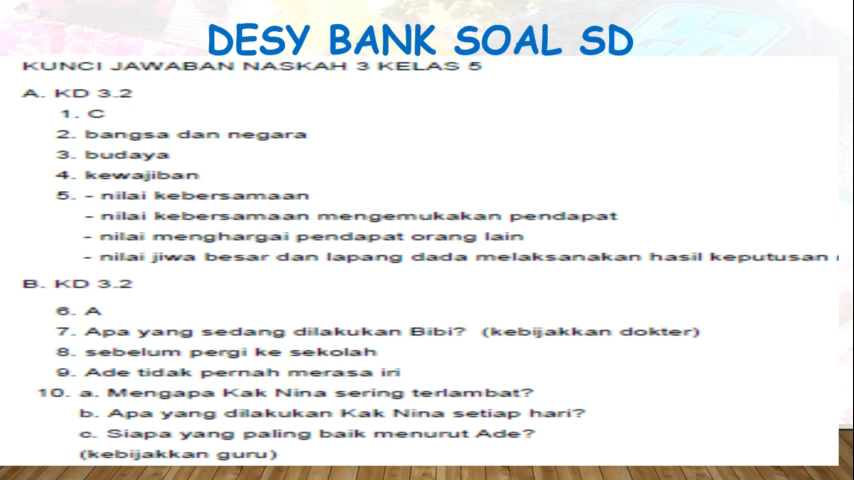 DESY BANK SOAL SD
KUNCI JAWABAN NASKAH 3 KELAS 5
A. KD 3.2
1. C
2. bangsa dan negara
3. budaya
4. kewajiban
5. - nilai kebersamaan
- nilai kebersamaan mengemukakan pendapat
- nilai menghargai pendapat orang lain
- nilai jiwa besar dan lapang dada melaksanakan hasil keputusan
B. KD 3.2
6. A
7. Apa yang sedang dilakukan Bibi? (kebijakkan dokter)
8. sebelum pergi ke sekolah
9. Ade tidak pernah merasa iri
10. a. Mengapa Kak Nina sering terlambat?
b. Apa yang dilakukan Kak Nina setiap hari?
c. Siapa yang paling baik menurut Ade?
(kebijakkan guru)